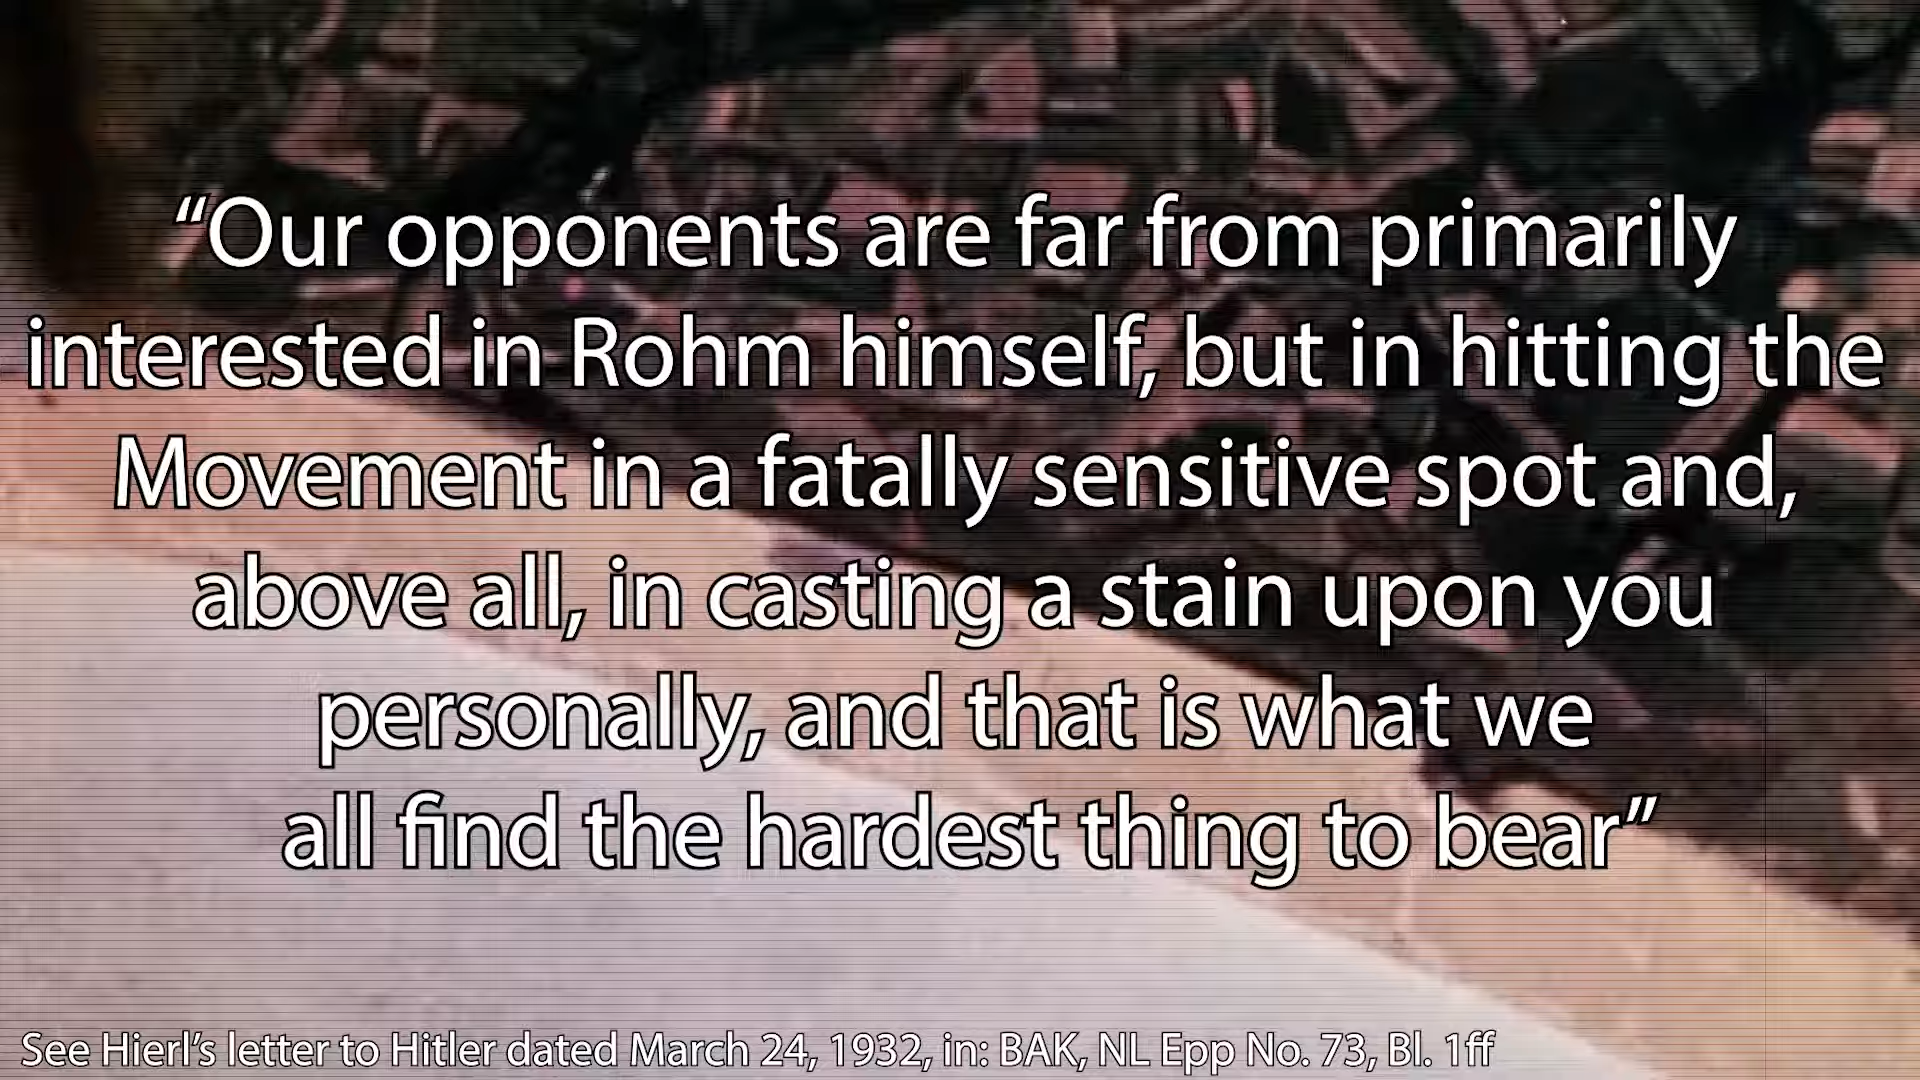 “Our opponents are far from primarily
interested in Rohm himself, but in hitting the
Movement in a fatally sensitive spot and,
above all, in casting a stain upon you
personally, and that is what we
all find the hardest thing to bear”
See Hierl’s letter to Hitler dated March 24, 1932, in: BAK, NL Epp No. 73, Bl. 1ff